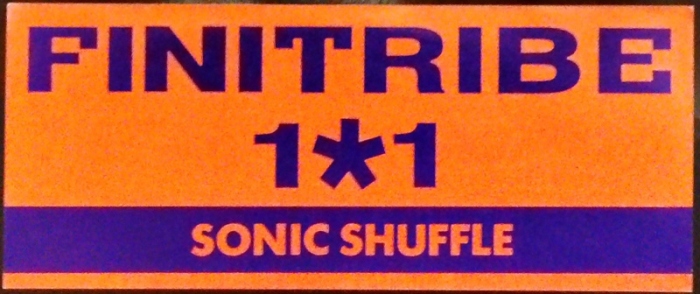 FINITRIBE
1*1
SONIC SHUFFLE